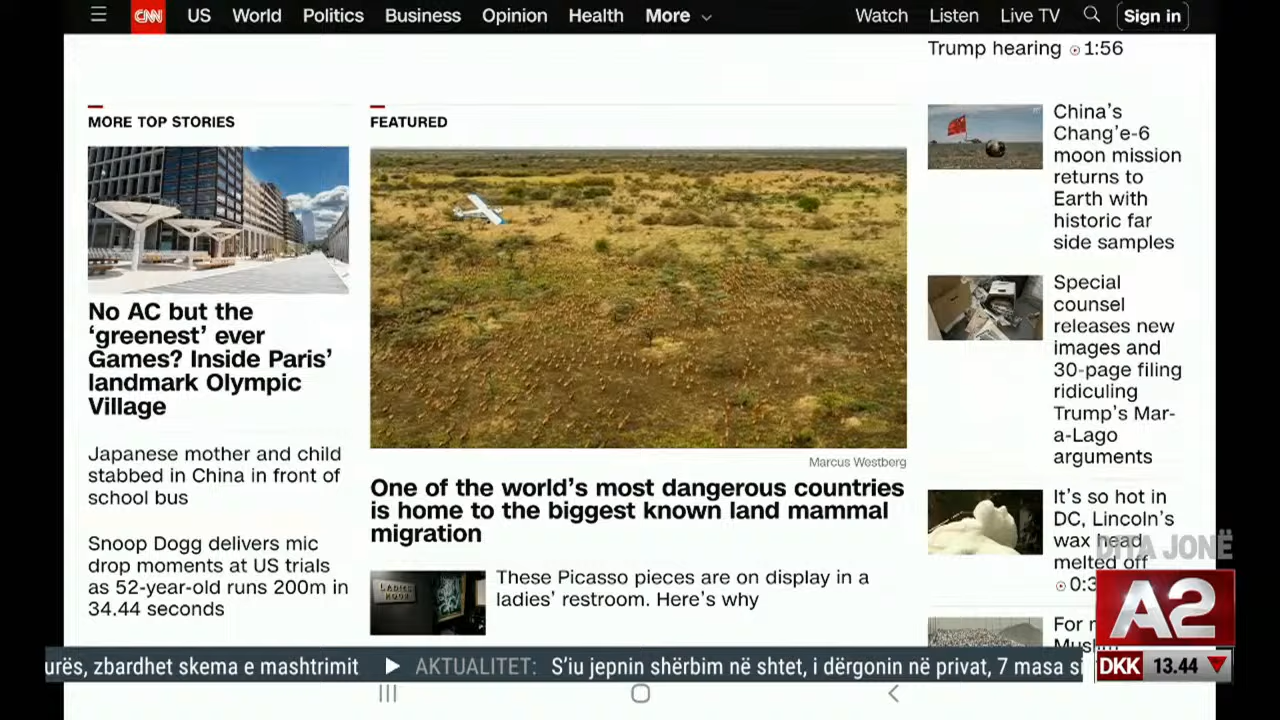 CNN US World Politics Business Opinion Health More Watch Listen Live TV Sign in
Trump hearing 1:56
MORE TOP STORIES
No AC but the
‘greenest’ ever
Games? Inside Paris’
landmark Olympic
Village
Japanese mother and child
stabbed in China in front of
school bus
Snoop Dogg delivers mic
drop moments at US trials
as 52-year-old runs 200m in
34.44 seconds
FEATURED
Marcus Westberg
One of the world’s most dangerous countries
is home to the biggest known land mammal
migration
LADIES
ROOM
These Picasso pieces are on display in a
ladies’ restroom. Here’s why
China’s
Chang’e-6
moon mission
returns to
Earth with
historic far
side samples
Special
counsel
releases new
images and
30-page filing
ridiculing
Trump’s Mar-
a-Lago
arguments
It’s so hot in
DC, Lincoln’s
wax head
melted off
For
DITA JONË
A2
urës, zbardhet skema e mashtrimit ▶ AKTUALITET: S’iu jepnin shërbim në shtet, i dërgonin në privat, 7 masa
DKK 13.44